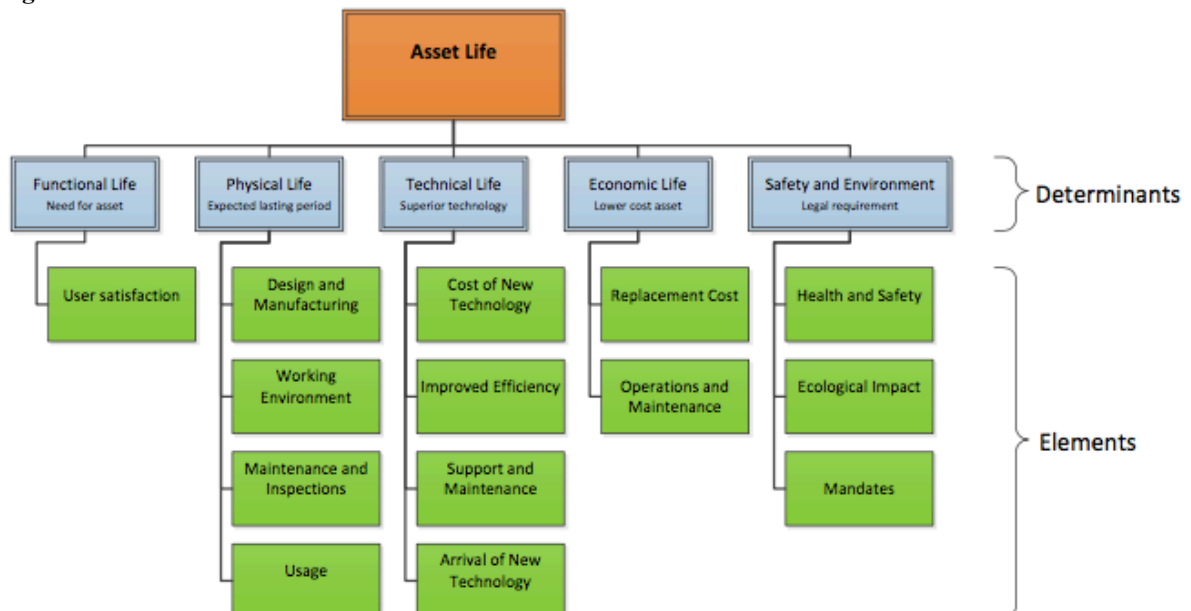 g
Asset Life
Functional Life
Need for asset
Physical Life
Expected lasting period
Technical Life
Superior technology
Economic Life
Lower cost asset
Safety and Environment
Legal requirement
Determinants
User satisfaction
Design and
Manufacturing
Cost of New
Technology
Replacement Cost
Health and Safety
Working
Environment
Improved Efficiency
Operations and
Maintenance
Ecological Impact
Elements
Maintenance and
Inspections
Support and
Maintenance
Mandates
Usage
Arrival of New
Technology